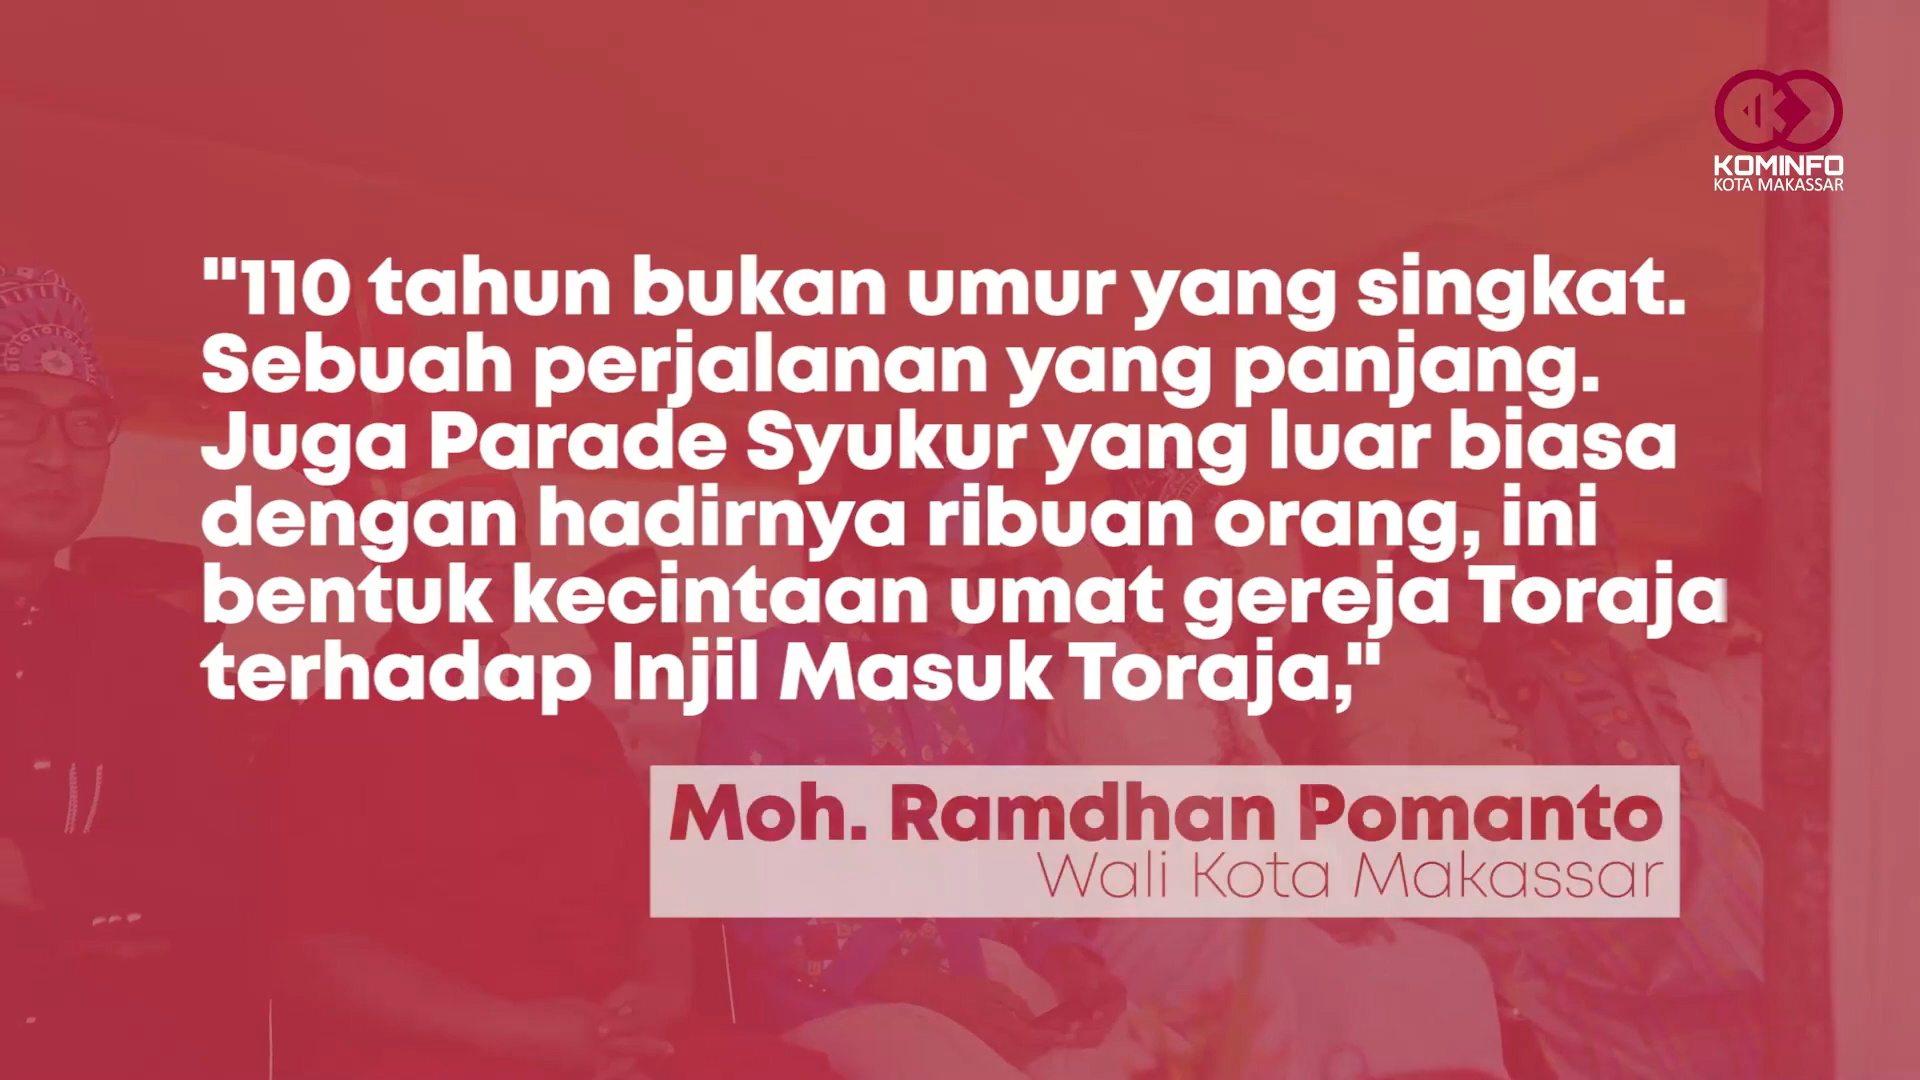 KOMINFO
KOTA MAKASSAR
"110 tahun bukan umur yang singkat.
Sebuah perjalanan yang panjang.
Juga Parade Syukur yang luar biasa
dengan hadirnya ribuan orang, ini
bentuk kecintaan umat gereja Toraja
terhadap Injil Masuk Toraja,"
Moh. Ramdhan Pomanto
Wali Kota Makassar